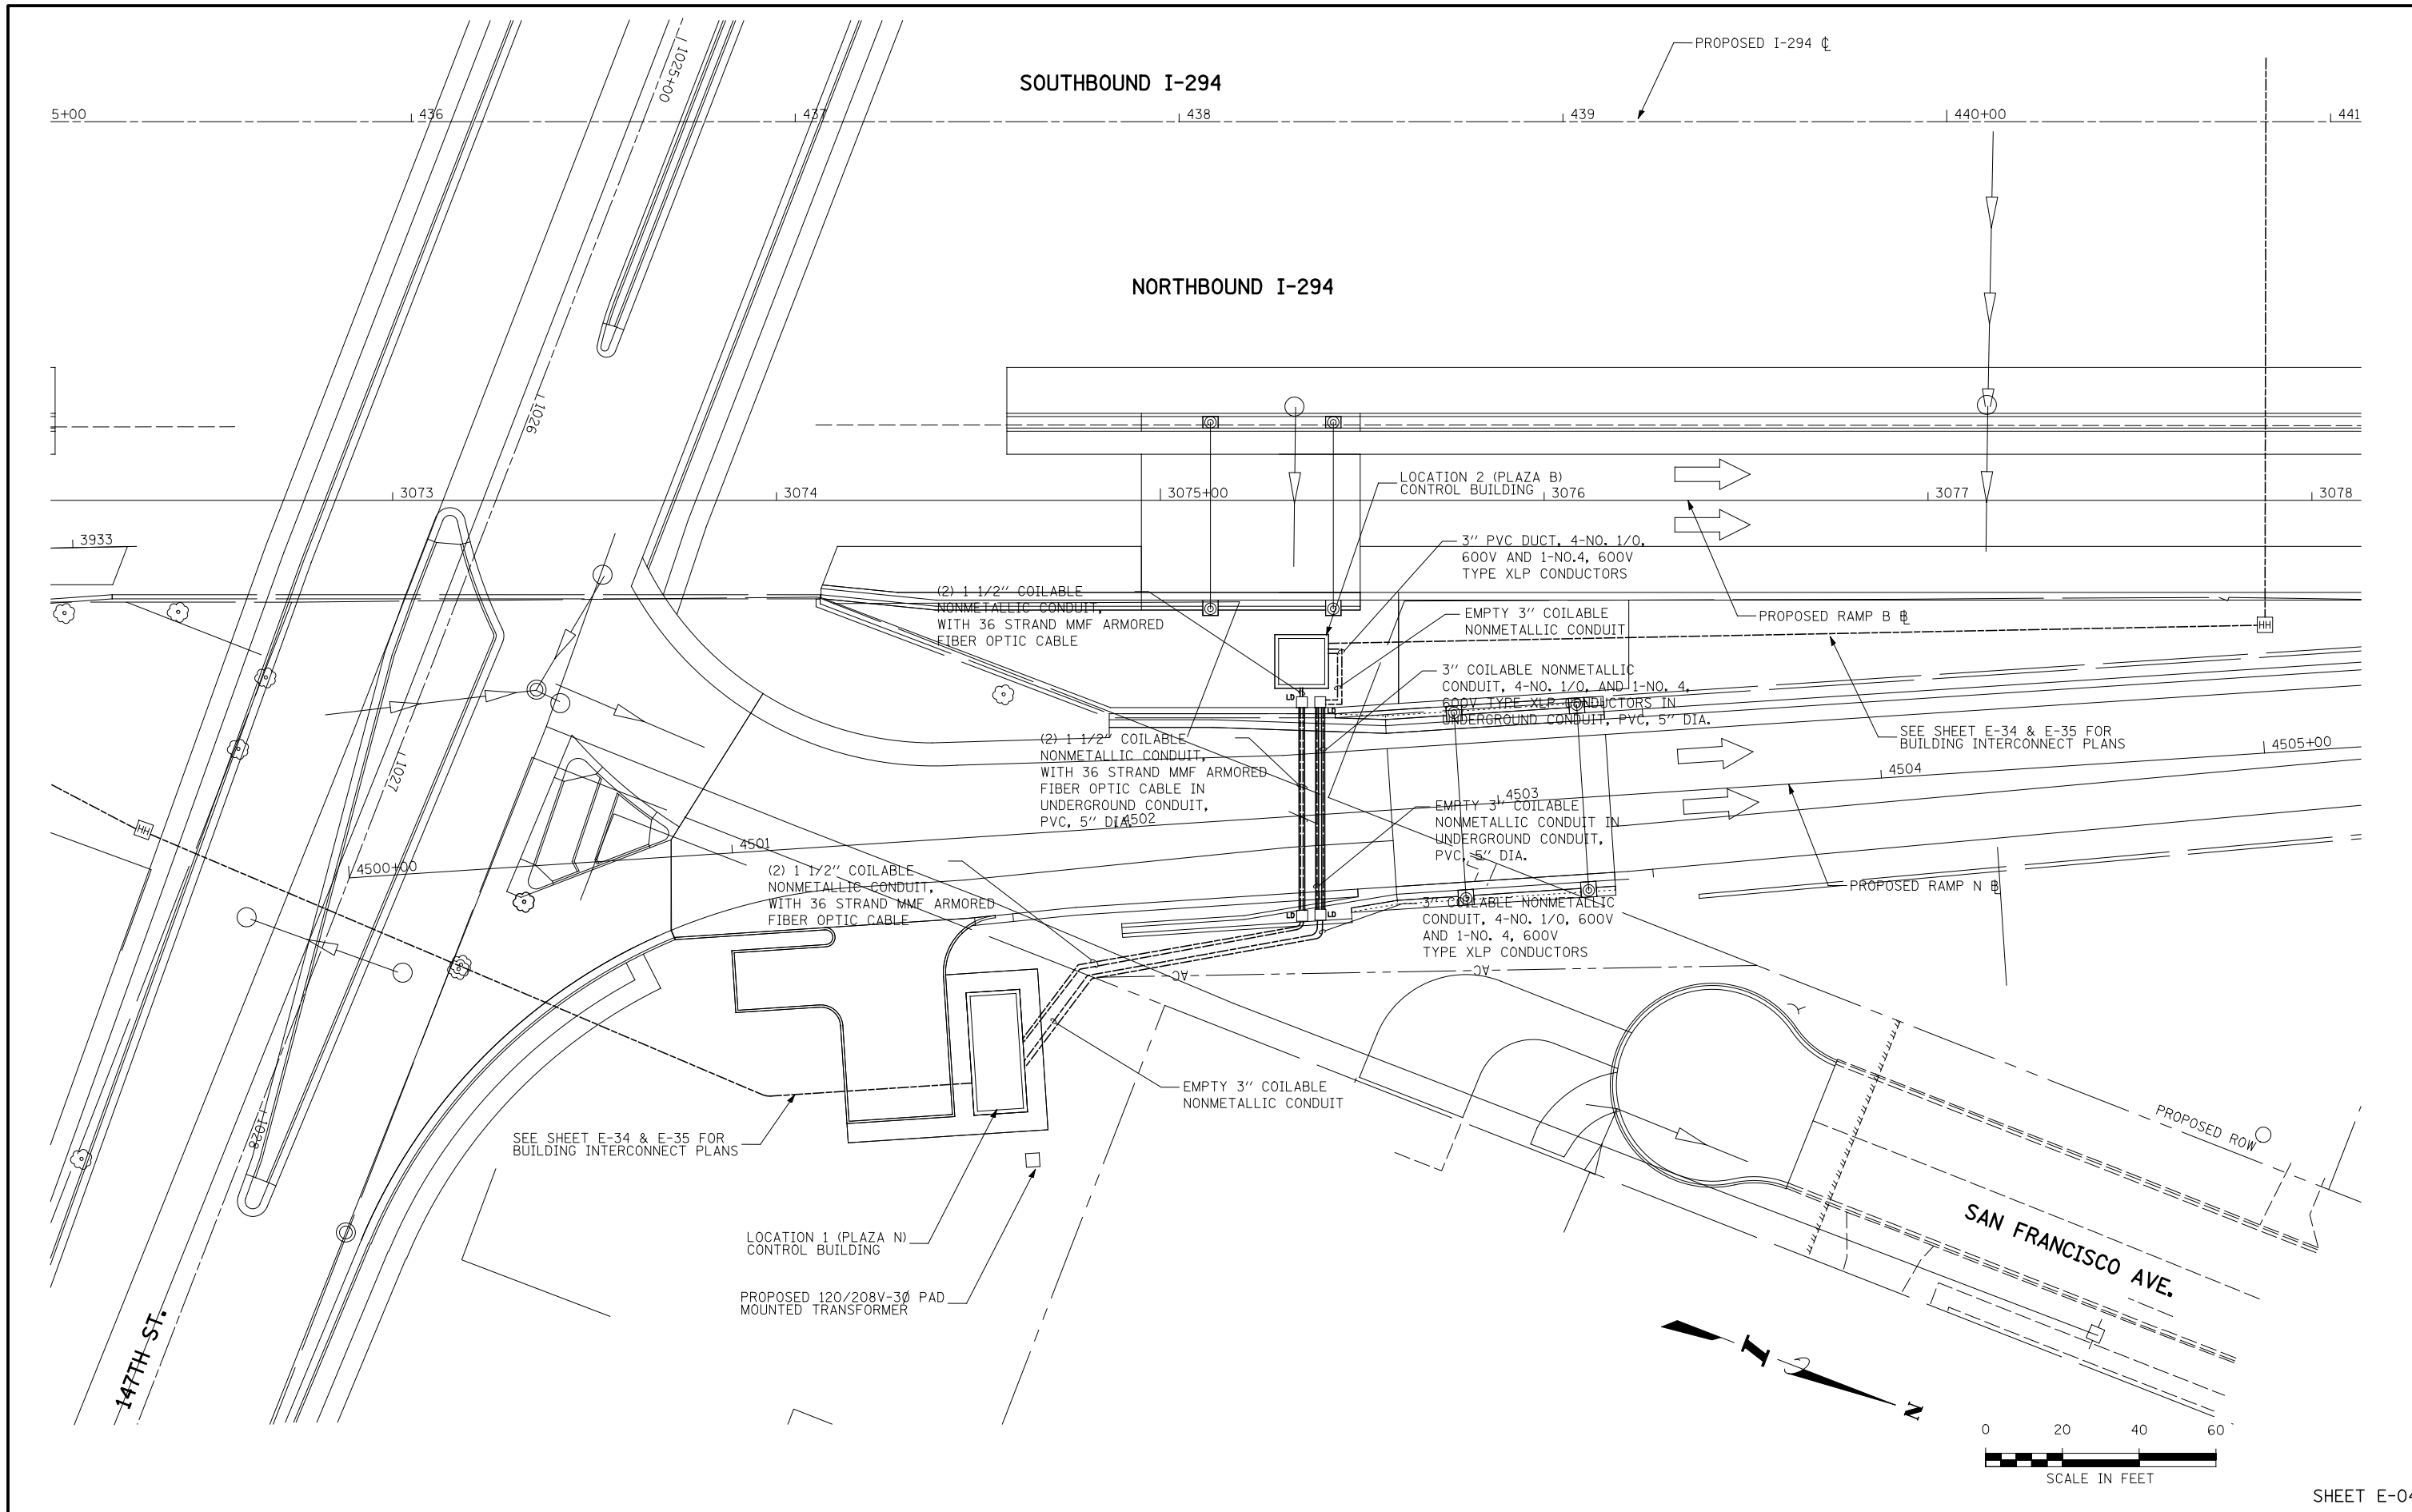 PROPOSED I-294 ℄
SOUTHBOUND I-294
L 1025+00
5+00
436
437
438
439
440+00
441
NORTHBOUND I-294
L 1026
LOCATION 2 (PLAZA B)
CONTROL BUILDING
3073
3074
3075+00
3076
3077
3078
3933
3" PVC DUCT, 4-NO. 1/0,
600V AND 1-NO.4, 600V
TYPE XLP CONDUCTORS
(2) 1 1/2" COILABLE
NONMETALLIC CONDUIT,
WITH 36 STRAND MMF ARMORED
FIBER OPTIC CABLE
EMPTY 3" COILABLE
NONMETALLIC CONDUIT
PROPOSED RAMP B ⅊
HH
3" COILABLE NONMETALLIC
CONDUIT, 4-NO. 1/0, AND 1-NO. 4,
600V TYPE XLP CONDUCTORS IN
UNDERGROUND CONDUIT, PVC, 5" DIA.
LD
LD
SEE SHEET E-34 & E-35 FOR
BUILDING INTERCONNECT PLANS
(2) 1 1/2" COILABLE
NONMETALLIC CONDUIT,
WITH 36 STRAND MMF ARMORED
FIBER OPTIC CABLE IN
UNDERGROUND CONDUIT,
PVC, 5" DIA.
L 1027
4500+00
4501
4502
4503
4504
4505+00
HH
EMPTY 3" COILABLE
NONMETALLIC CONDUIT IN
UNDERGROUND CONDUIT,
PVC, 5" DIA.
(2) 1 1/2" COILABLE
NONMETALLIC CONDUIT,
WITH 36 STRAND MMF ARMORED
FIBER OPTIC CABLE
PROPOSED RAMP N ⅊
LD
LD
3" COILABLE NONMETALLIC
CONDUIT, 4-NO. 1/0, 600V
AND 1-NO. 4, 600V
TYPE XLP CONDUCTORS
AC
AC
EMPTY 3" COILABLE
NONMETALLIC CONDUIT
L 1028
SEE SHEET E-34 & E-35 FOR
BUILDING INTERCONNECT PLANS
PROPOSED ROW
LOCATION 1 (PLAZA N)
CONTROL BUILDING
SAN FRANCISCO AVE.
PROPOSED 120/208V-3Ø PAD
MOUNTED TRANSFORMER
147TH ST.
N
0 20 40 60
SCALE IN FEET
SHEET E-04